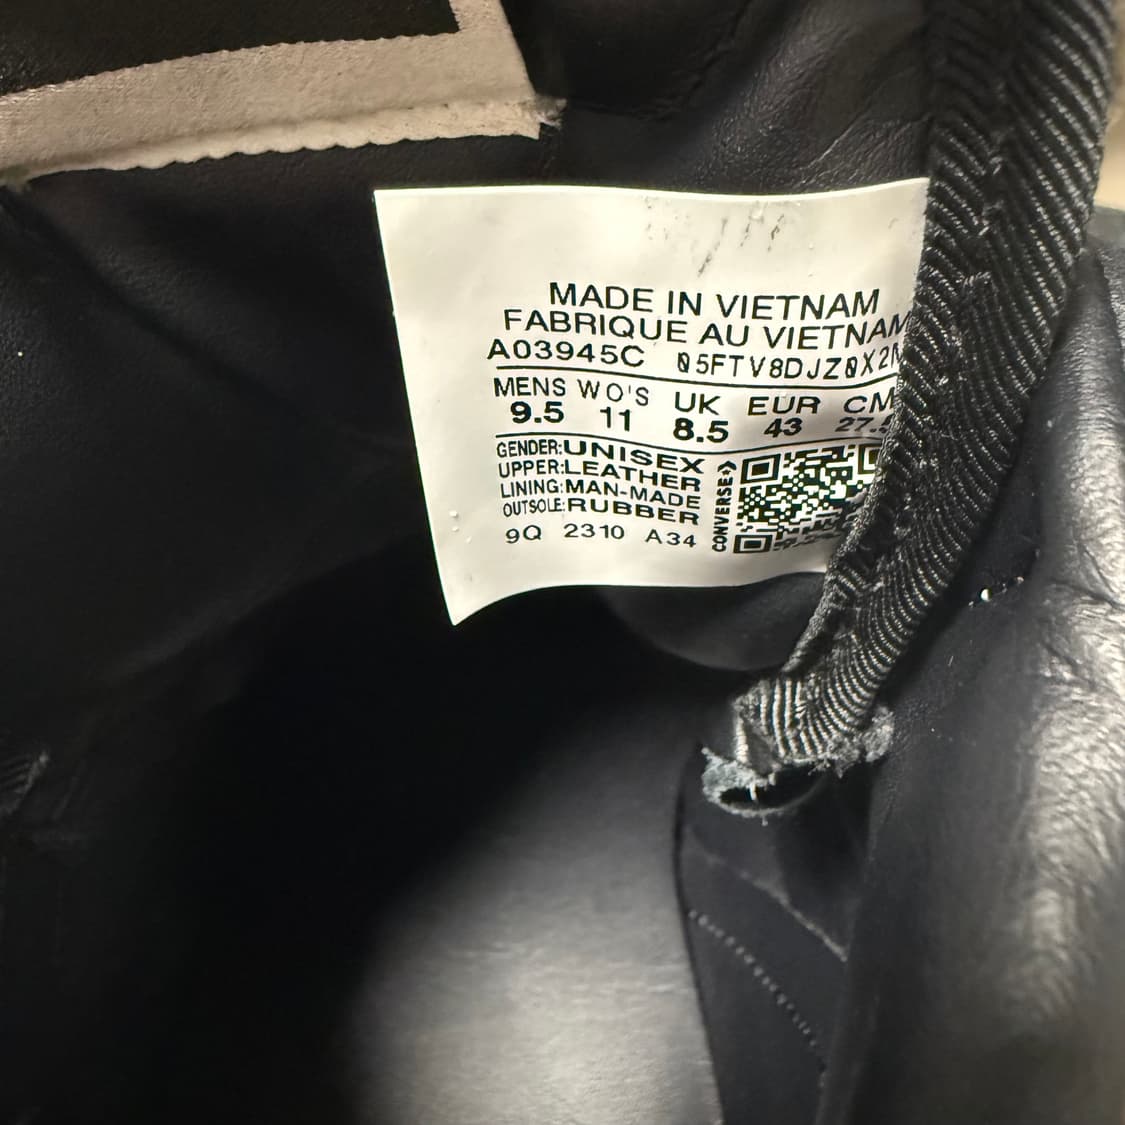 MADE IN VIETNAM
FABRIQUE AU VIETNAM
A03945C
MENS WO'S UK EUR CM
9.5 11 8.5 43
GENDER:UNISEX
UPPER:LEATHER
LINING:MAN-MADE
OUTSOLE:RUBBER
9Q 2310 A34
CONVERSE